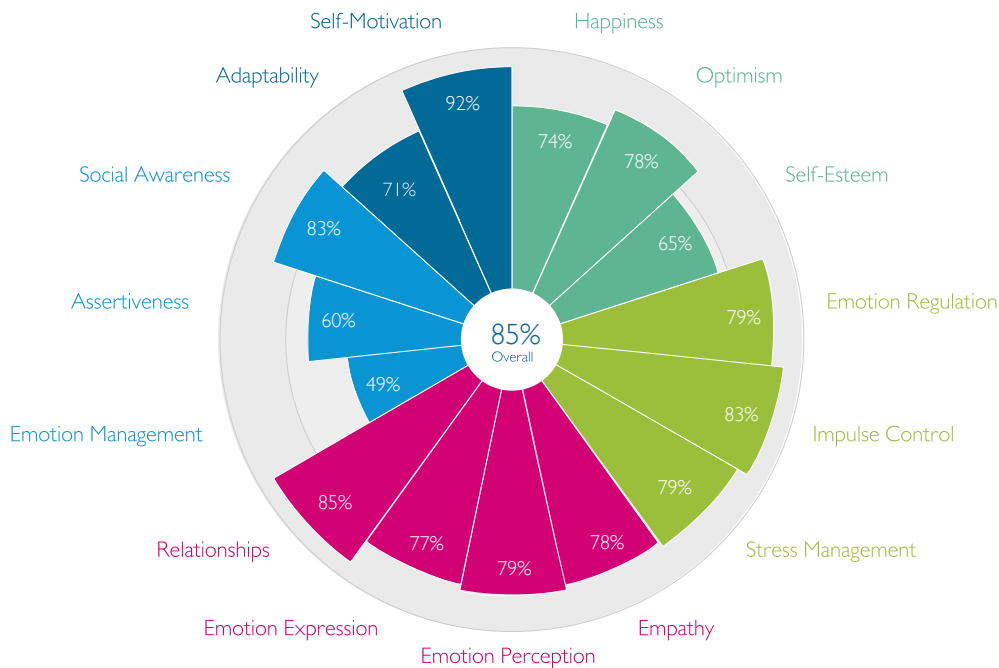 Self-Motivation
Happiness
Adaptability
Optimism
92%
74%
78%
Social Awareness
71%
Self-Esteem
83%
65%
Assertiveness
60%
79%
Emotion Regulation
85%
Overall
49%
83%
Emotion Management
Impulse Control
85%
79%
77%
78%
Relationships
79%
Stress Management
Emotion Expression
Empathy
Emotion Perception